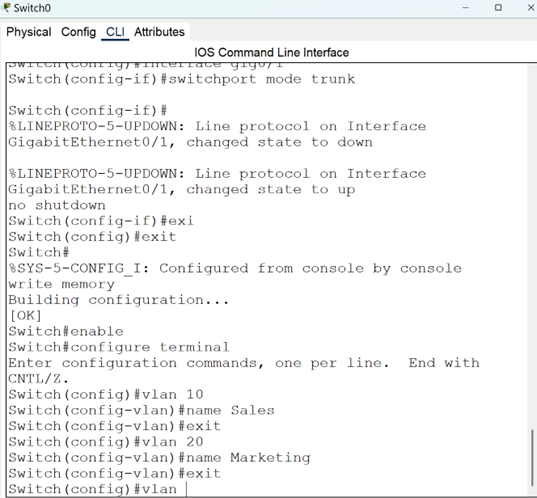 Switch0
Physical Config CLI Attributes
IOS Command Line Interface
Switch(config)#interface gig0/1
Switch(config-if)#switchport mode trunk
Switch(config-if)#
%LINEPROTO-5-UPDOWN: Line protocol on Interface
GigabitEthernet0/1, changed state to down
%LINEPROTO-5-UPDOWN: Line protocol on Interface
GigabitEthernet0/1, changed state to up
no shutdown
Switch(config-if)#exi
Switch(config)#exit
Switch#
%SYS-5-CONFIG_I: Configured from console by console
write memory
Building configuration...
[OK]
Switch#enable
Switch#configure terminal
Enter configuration commands, one per line.  End with
CNTL/Z.
Switch(config)#vlan 10
Switch(config-vlan)#name Sales
Switch(config-vlan)#exit
Switch(config)#vlan 20
Switch(config-vlan)#name Marketing
Switch(config-vlan)#exit
Switch(config)#vlan